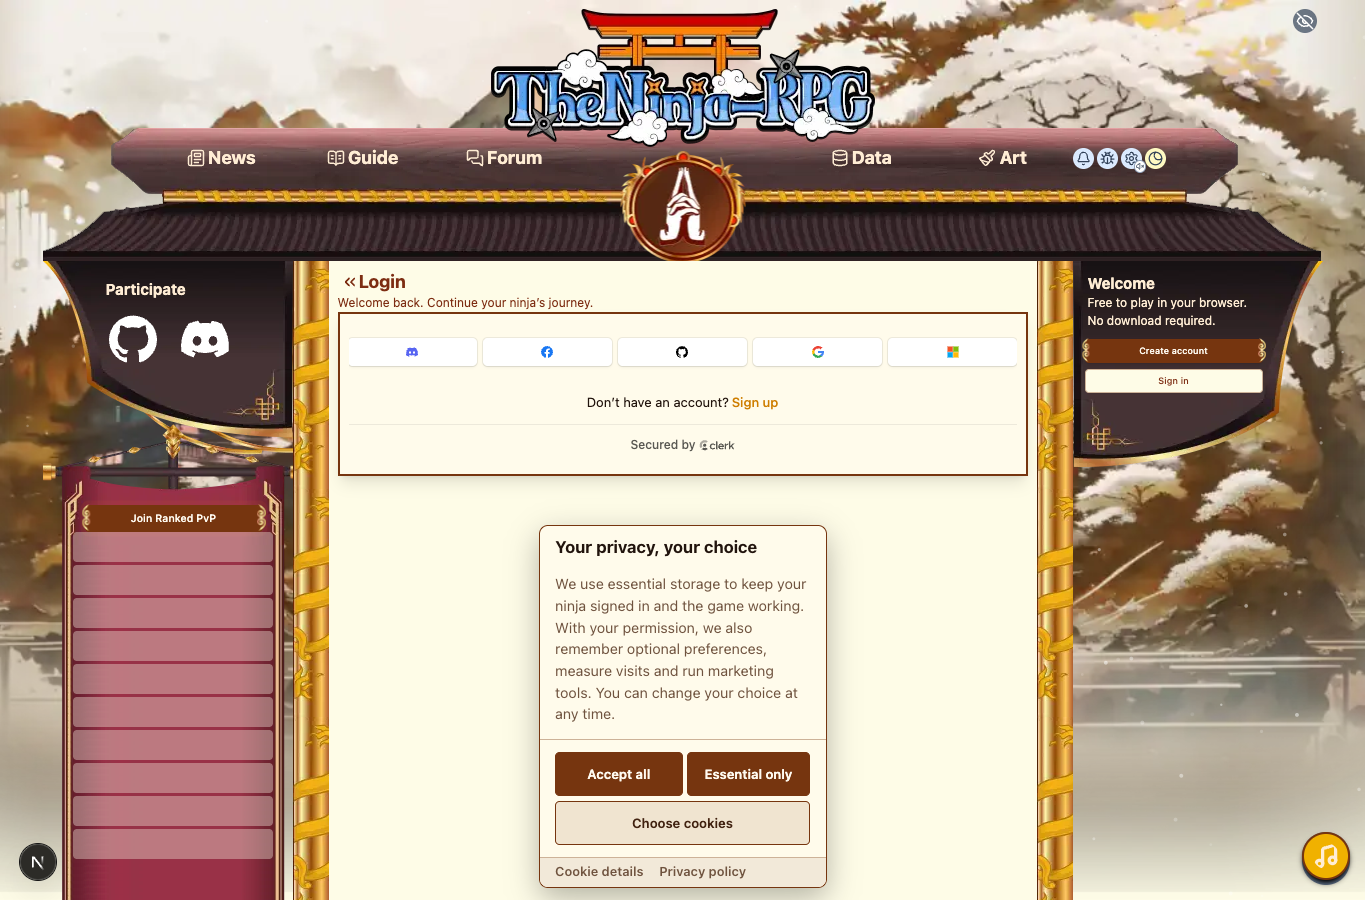 TheNinja-RPG
News
Guide
Forum
Data
Art
Participate
Join Ranked PvP
« Login
Welcome back. Continue your ninja's journey.
Don't have an account? Sign up
Secured by clerk
Welcome
Free to play in your browser.
No download required.
Create account
Sign in
Your privacy, your choice
We use essential storage to keep your
ninja signed in and the game working.
With your permission, we also
remember optional preferences,
measure visits and run marketing
tools. You can change your choice at
any time.
Accept all
Essential only
Choose cookies
Cookie details
Privacy policy
N